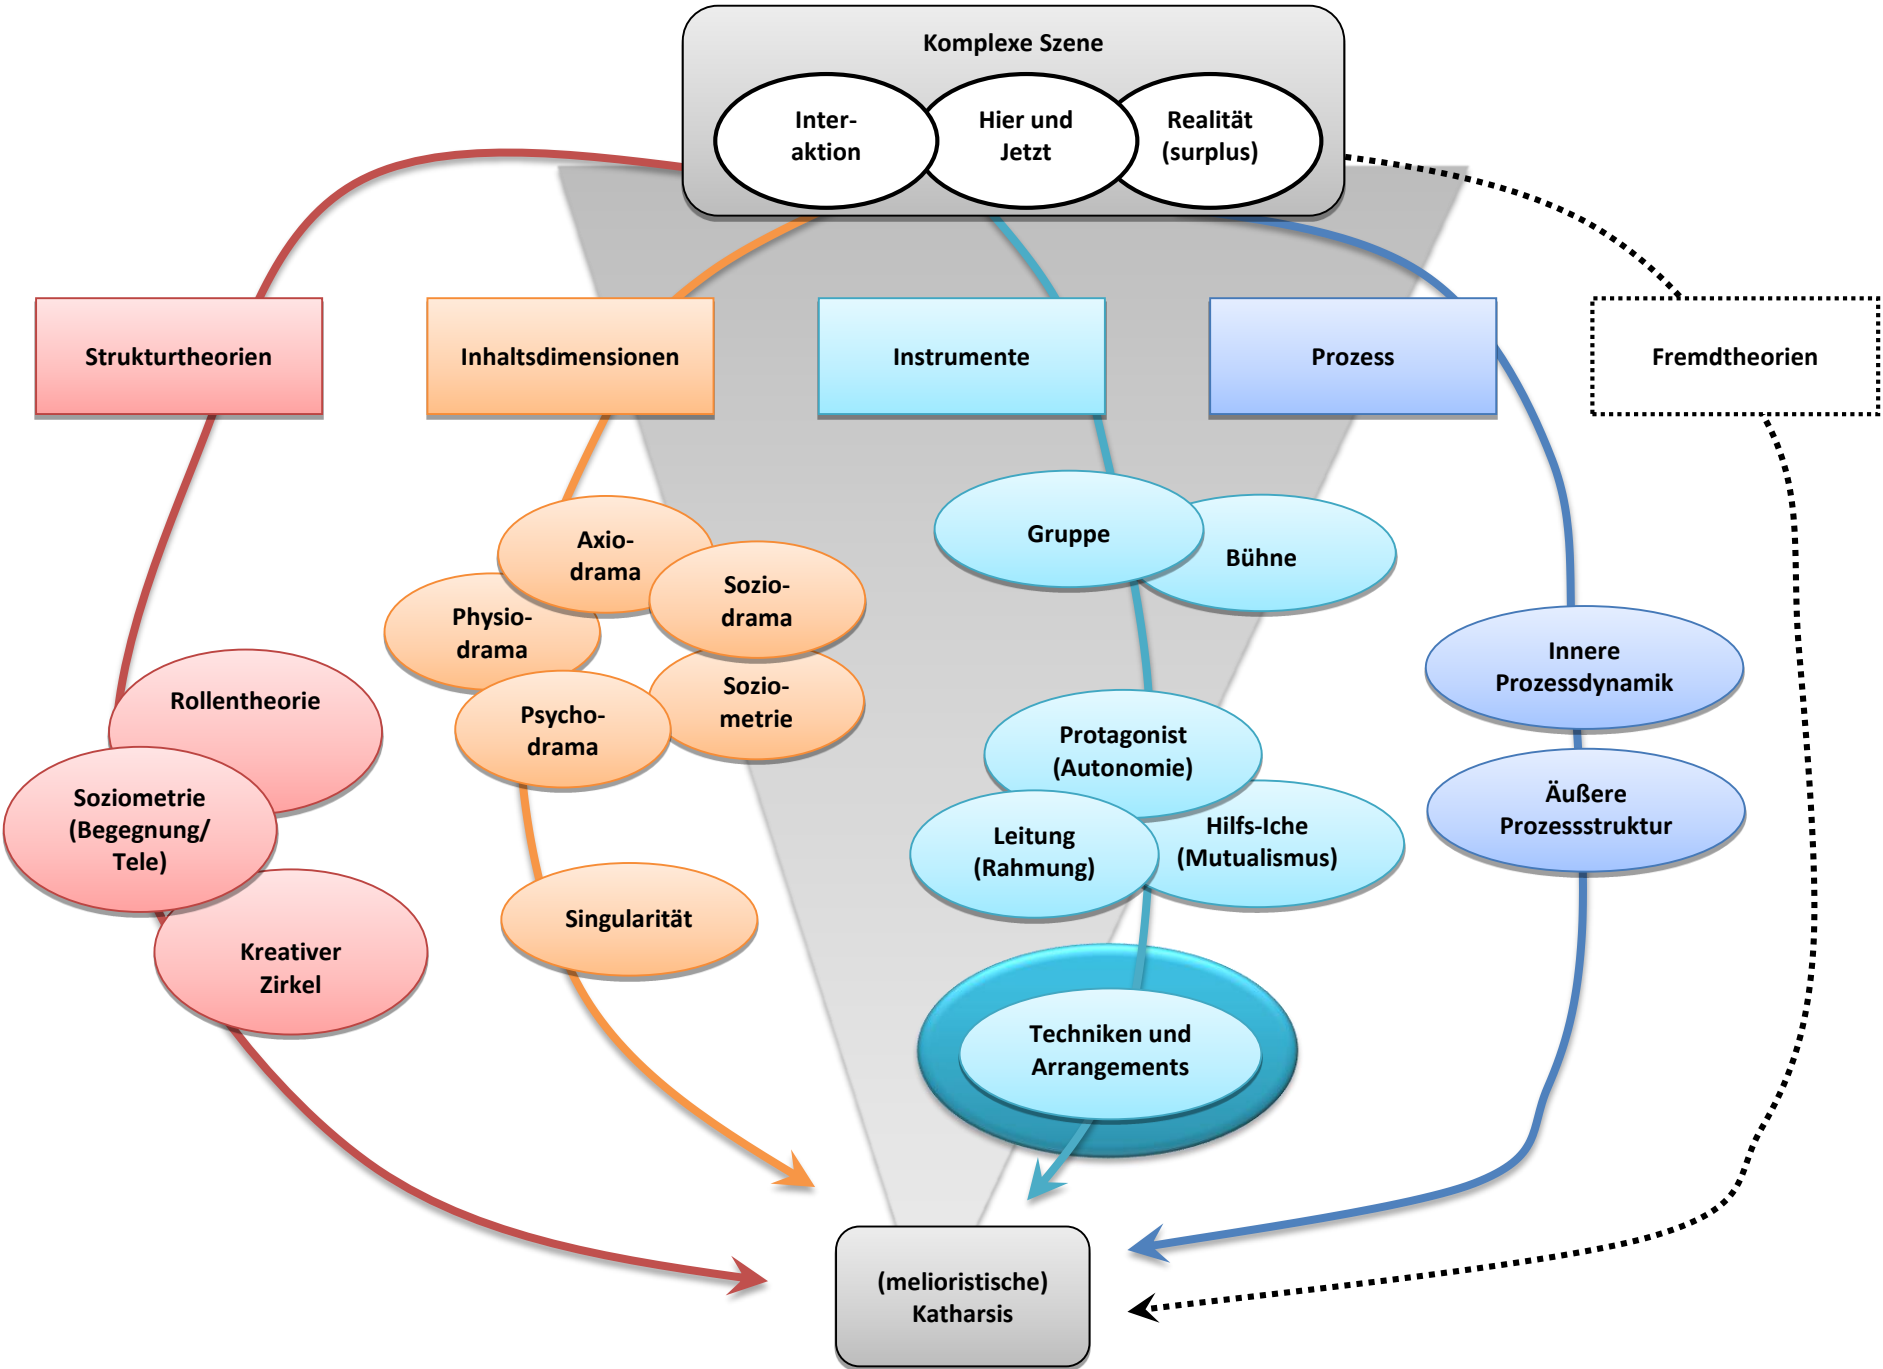 Komplexe Szene
Inter-
aktion
Hier und
Jetzt
Realität
(surplus)
Strukturtheorien
Inhaltsdimensionen
Instrumente
Prozess
Fremdtheorien
Rollentheorie
Soziometrie
(Begegnung/
Tele)
Kreativer
Zirkel
Axio-
drama
Sozio-
drama
Physio-
drama
Sozio-
metrie
Psycho-
drama
Singularität
Gruppe
Bühne
Protagonist
(Autonomie)
Leitung
(Rahmung)
Hilfs-Iche
(Mutualismus)
Techniken und
Arrangements
Innere
Prozessdynamik
Äußere
Prozessstruktur
(melioristische)
Katharsis